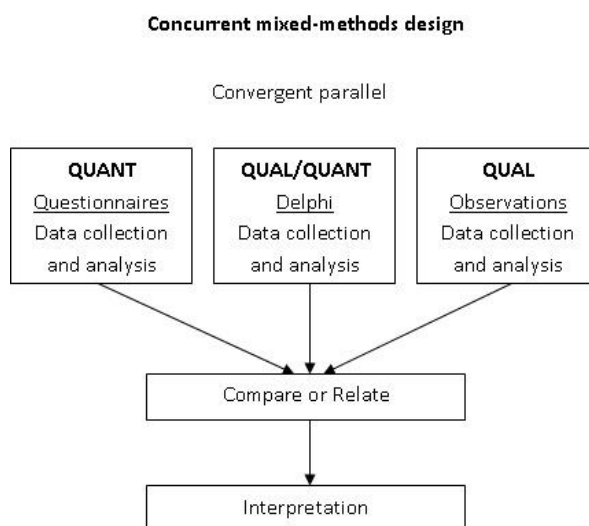 Concurrent mixed-methods design
Convergent parallel
QUANT
Questionnaires
Data collection
and analysis
QUAL/QUANT
Delphi
Data collection
and analysis
QUAL
Observations
Data collection
and analysis
Compare or Relate
Interpretation